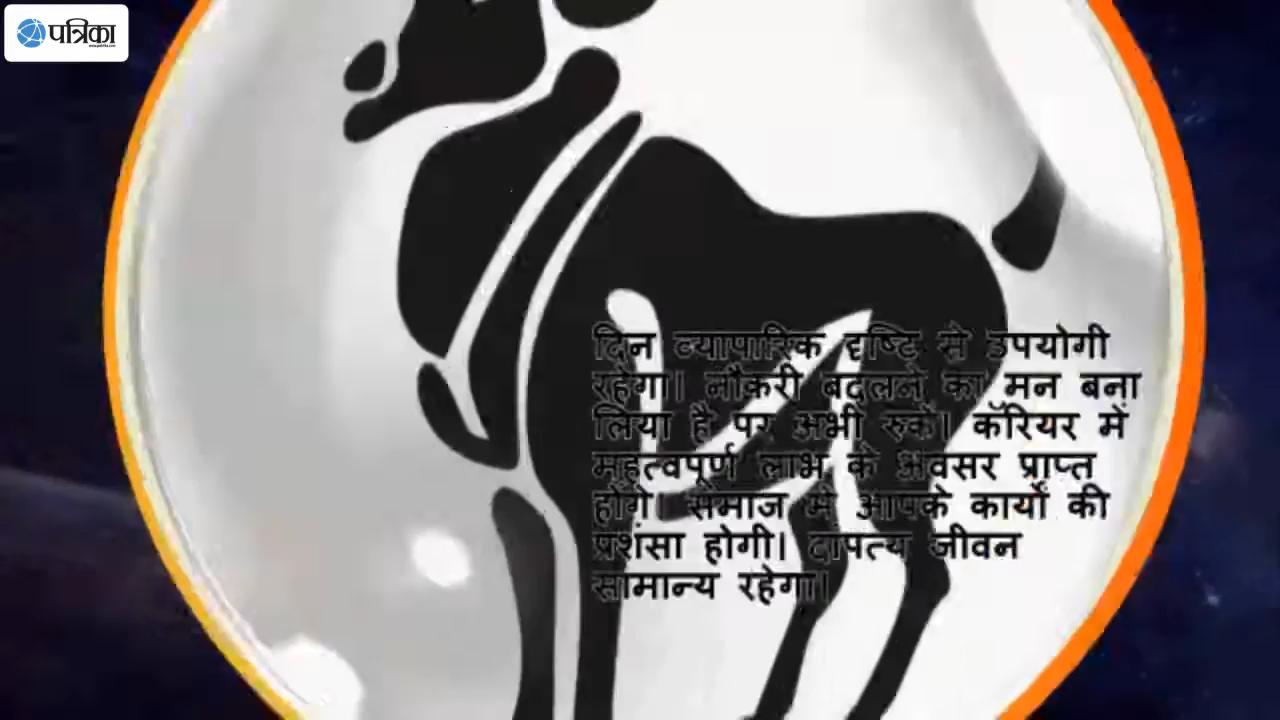 पत्रिका
दिन व्यापारिक दृष्टि से उपयोगी
रहेगा। नौकरी बदलने का मन बना
लिया है पर अभी रुकें। कॅरियर में
महत्वपूर्ण लाभ के अवसर प्राप्त
होंगे। समाज में आपके कार्यों की
प्रशंसा होगी। दांपत्य जीवन
सामान्य रहेगा।